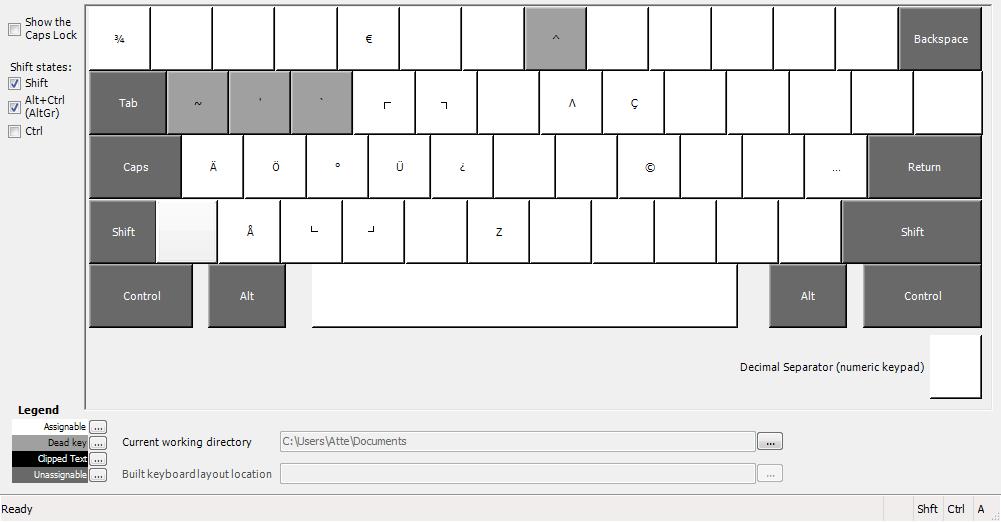 Show the
Caps Lock
Shift states:
Shift
Alt+Ctrl
(AltGr)
Ctrl
¾ € ^ Backspace
Tab ~ ' ` ⌜ ⌝ Λ Ç
Caps Ä Ö ° Ü ¿ © ... Return
Shift Å ⌞ ⌟ Z Shift
Control Alt Alt Control
Decimal Separator (numeric keypad)
Legend
Assignable ...
Dead key ...
Clipped Text ...
Unassignable ...
Current working directory C:\Users\Atte\Documents ...
Built keyboard layout location ...
Ready Shft Ctrl A